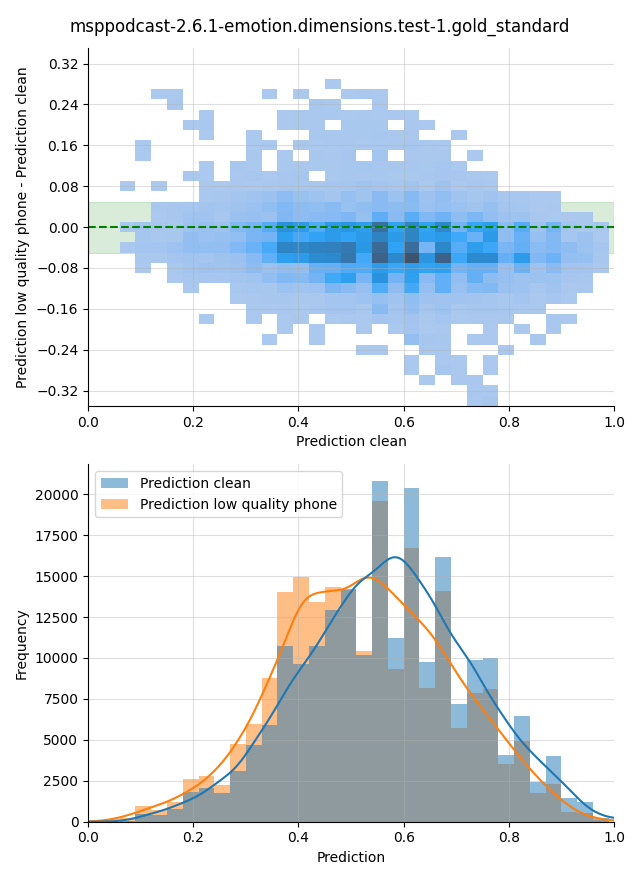 msppodcast-2.6.1-emotion.dimensions.test-1.gold_standard
Prediction low quality phone - Prediction clean
0.32
0.24
0.16
0.08
0.00
−0.08
−0.16
−0.24
−0.32
0.0 0.2 0.4 0.6 0.8 1.0
Prediction clean
Prediction clean
Prediction low quality phone
Frequency
20000
17500
15000
12500
10000
7500
5000
2500
0
0.0 0.2 0.4 0.6 0.8 1.0
Prediction